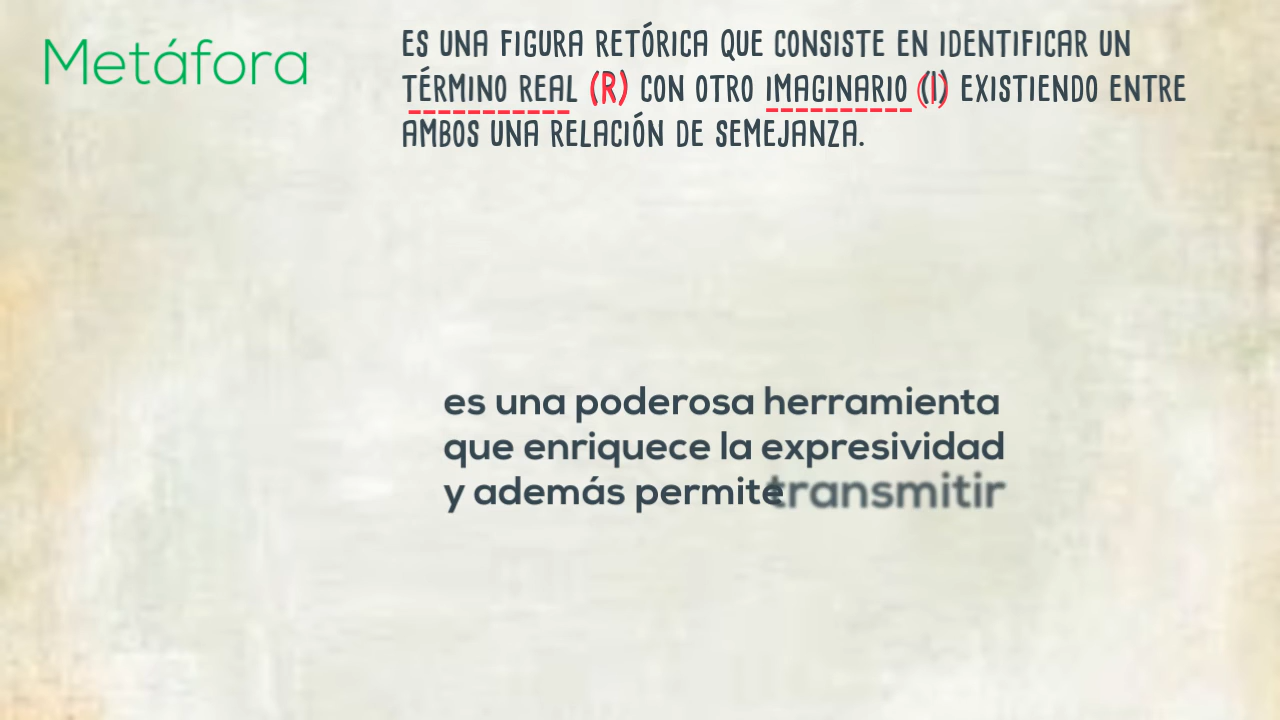 Metáfora
ES UNA FIGURA RETÓRICA QUE CONSISTE EN IDENTIFICAR UN
TÉRMINO REAL (R) CON OTRO IMAGINARIO (I) EXISTIENDO ENTRE
AMBOS UNA RELACIÓN DE SEMEJANZA.
es una poderosa herramienta
que enriquece la expresividad
y además permite transmitir